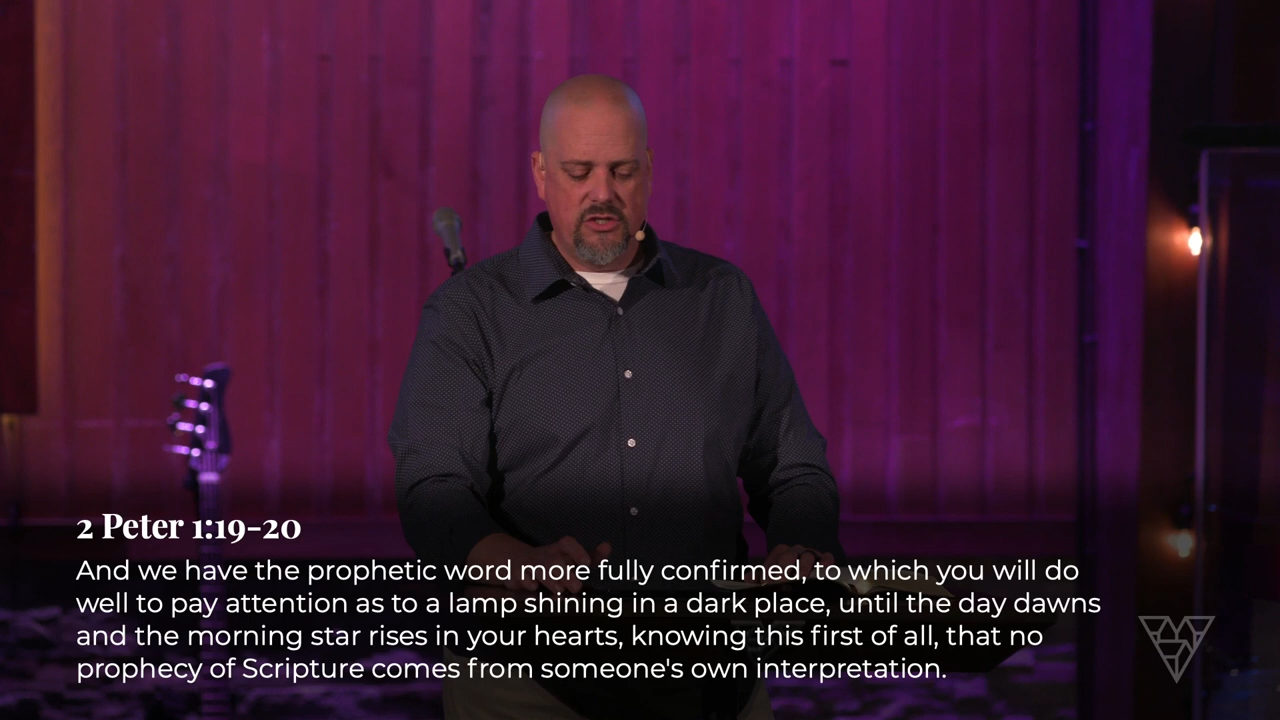 2 Peter 1:19-20
And we have the prophetic word more fully confirmed, to which you will do
well to pay attention as to a lamp shining in a dark place, until the day dawns
and the morning star rises in your hearts, knowing this first of all, that no
prophecy of Scripture comes from someone's own interpretation.